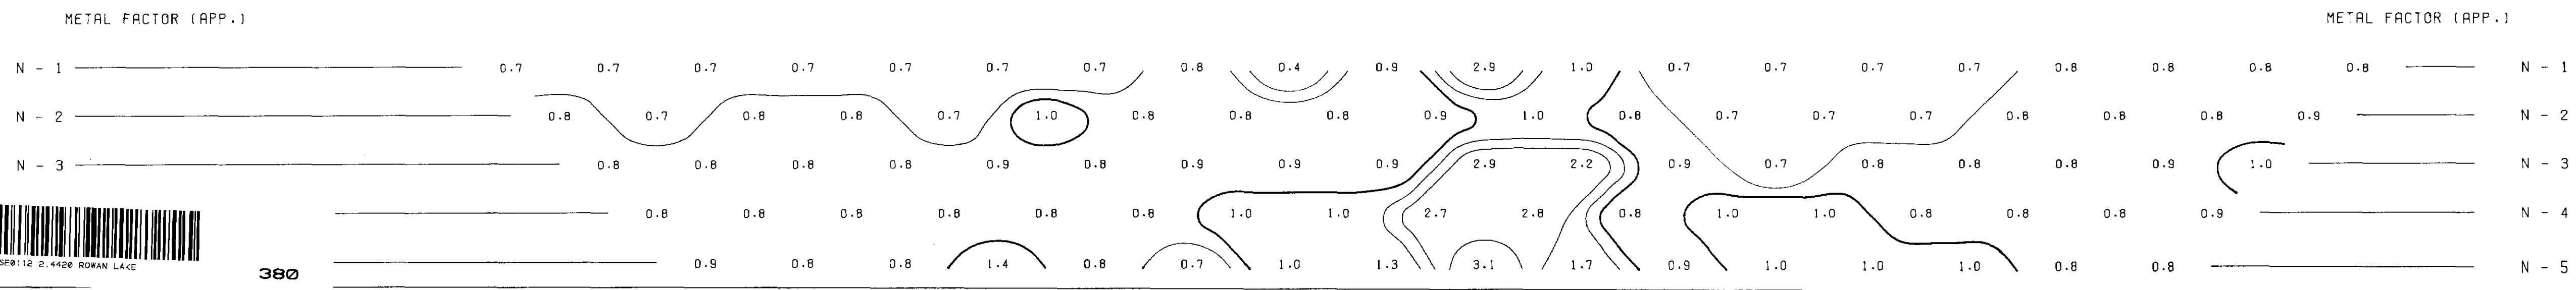 METAL FACTOR (APP.) METAL FACTOR (APP.)
N - 1 0.7 0.7 0.7 0.7 0.7 0.7 0.7 0.8 0.4 0.9 2.9 1.0 0.7 0.7 0.7 0.7 0.8 0.8 0.8 0.8 N - 1
N - 2 0.8 0.7 0.8 0.8 0.7 1.0 0.8 0.8 0.8 0.9 1.0 0.8 0.7 0.7 0.7 0.8 0.8 0.8 0.9 N - 2
N - 3 0.8 0.8 0.8 0.8 0.9 0.8 0.9 0.9 0.9 2.9 2.2 0.9 0.7 0.8 0.8 0.8 0.9 1.0 N - 3
0.8 0.8 0.8 0.8 0.8 0.8 1.0 1.0 2.7 2.8 0.8 1.0 1.0 0.8 0.8 0.8 0.9 N - 4
0.9 0.8 0.8 1.4 0.8 0.7 1.0 1.3 3.1 1.7 0.9 1.0 1.0 1.0 0.8 0.8 N - 5
SE0112 2.4420 ROWAN LAKE
380